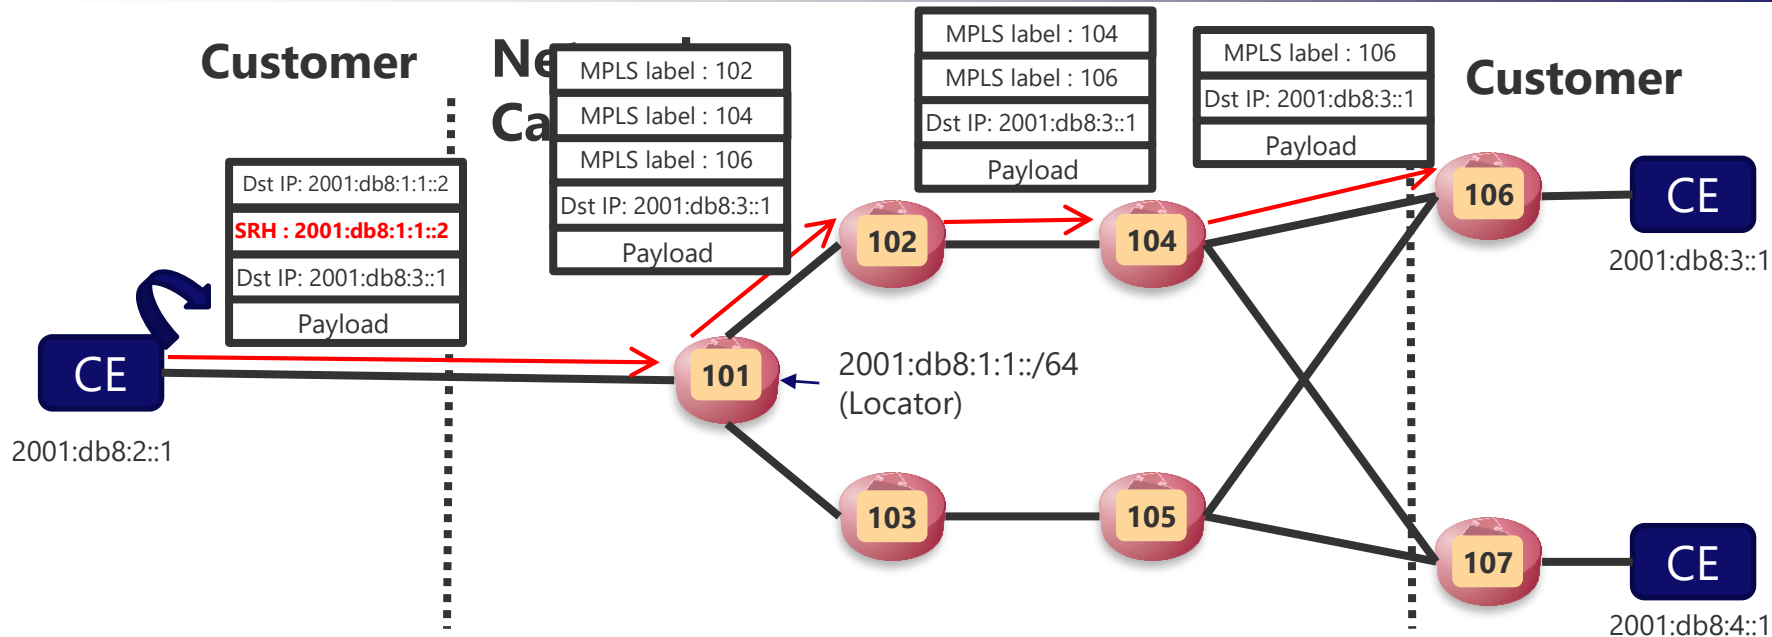 Customer
Ne
Ca
MPLS label : 102
MPLS label : 104
MPLS label : 106
Dst IP: 2001:db8:3::1
Payload
MPLS label : 104
MPLS label : 106
Dst IP: 2001:db8:3::1
Payload
MPLS label : 106
Dst IP: 2001:db8:3::1
Payload
Customer
Dst IP: 2001:db8:1:1::2
SRH : 2001:db8:1:1::2
Dst IP: 2001:db8:3::1
Payload
102
104
106
CE
2001:db8:3::1
CE
2001:db8:2::1
101
2001:db8:1:1::/64
(Locator)
103
105
107
CE
2001:db8:4::1